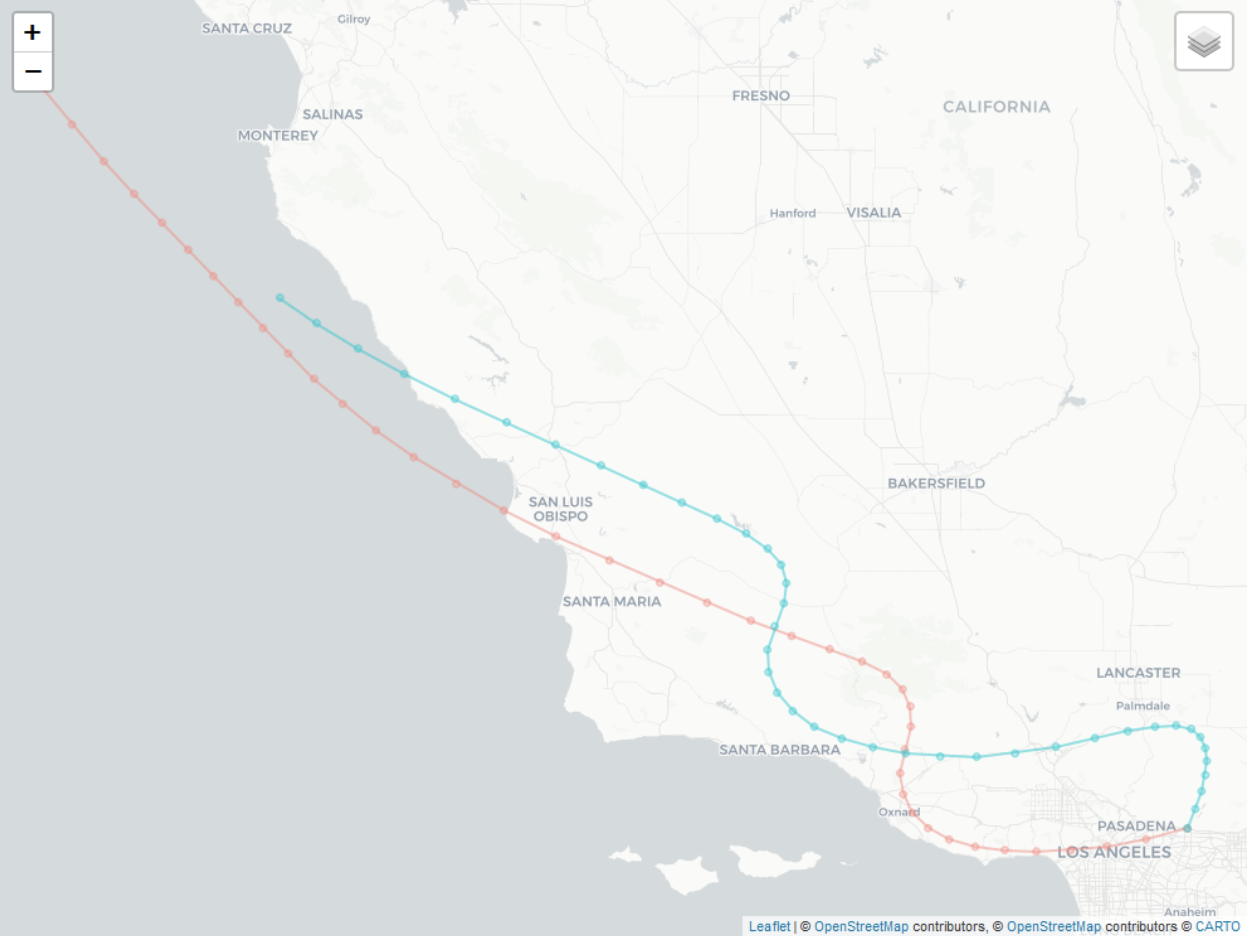 +
−
SANTA CRUZ
Gilroy
FRESNO
CALIFORNIA
SALINAS
MONTEREY
Hanford
VISALIA
BAKERSFIELD
SAN LUIS
OBISPO
SANTA MARIA
LANCASTER
Palmdale
SANTA BARBARA
Oxnard
PASADENA
LOS ANGELES
Anaheim
Leaflet | © OpenStreetMap contributors, © OpenStreetMap contributors © CARTO